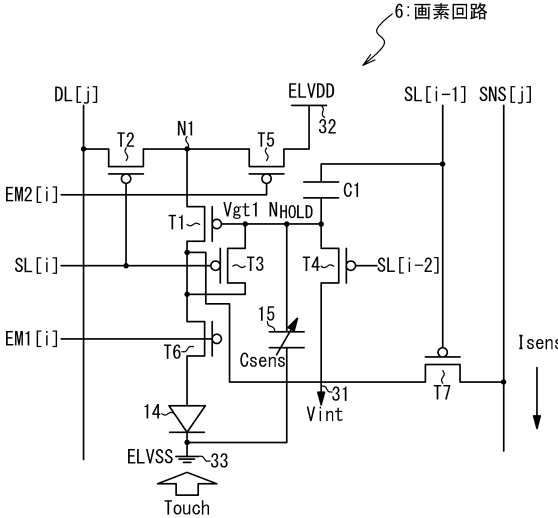 6:画素回路
DL[j]
ELVDD
SL[i-1]
SNS[j]
32
T2
N1
T5
EM2[i]
C1
T1
Vgt1
NHOLD
SL[i]
T3
T4
SL[i-2]
15
EM1[i]
T6
Csens
Isens
31
T7
14
Vint
ELVSS
33
Touch